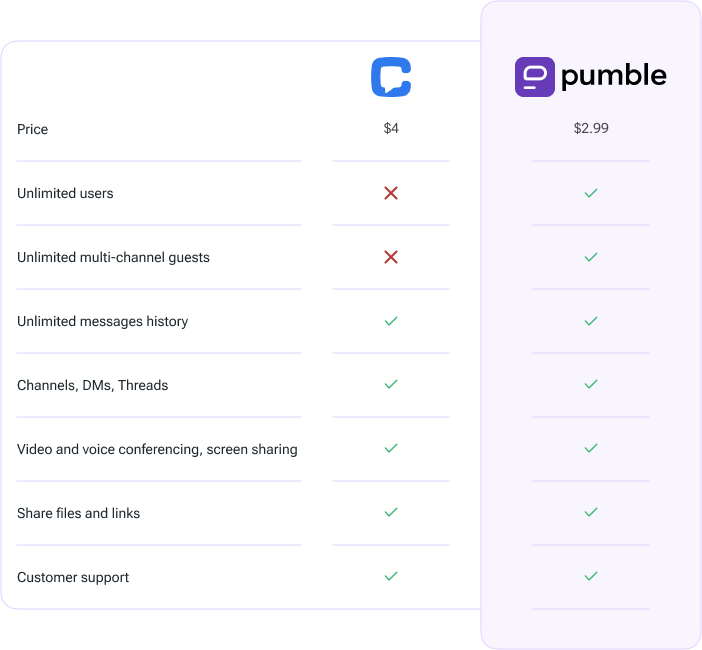 pumble
Price $4 $2.99
Unlimited users
Unlimited multi-channel guests
Unlimited messages history
Channels, DMs, Threads
Video and voice conferencing, screen sharing
Share files and links
Customer support